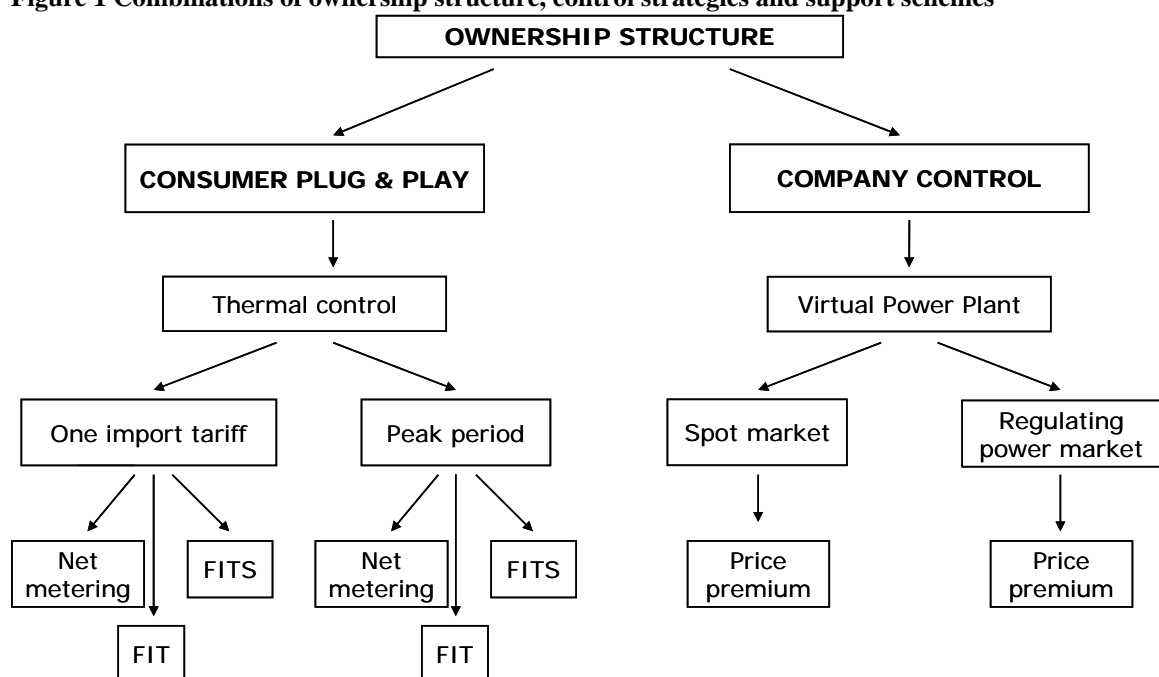 Figure 1 Combinations of ownership structure, control strategies and support schemes
OWNERSHIP STRUCTURE
CONSUMER PLUG & PLAY
COMPANY CONTROL
Thermal control
Virtual Power Plant
One import tariff
Peak period
Spot market
Regulating
power market
Net
metering
FITS
Net
metering
FITS
Price
premium
Price
premium
FIT
FIT